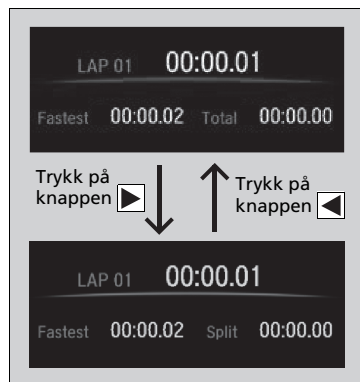 LAP 01 00:00.01
Fastest 00:00.02 Total 00:00.00
Trykk på
knappen
Trykk på
knappen
LAP 01 00:00.01
Fastest 00:00.02 Split 00:00.00